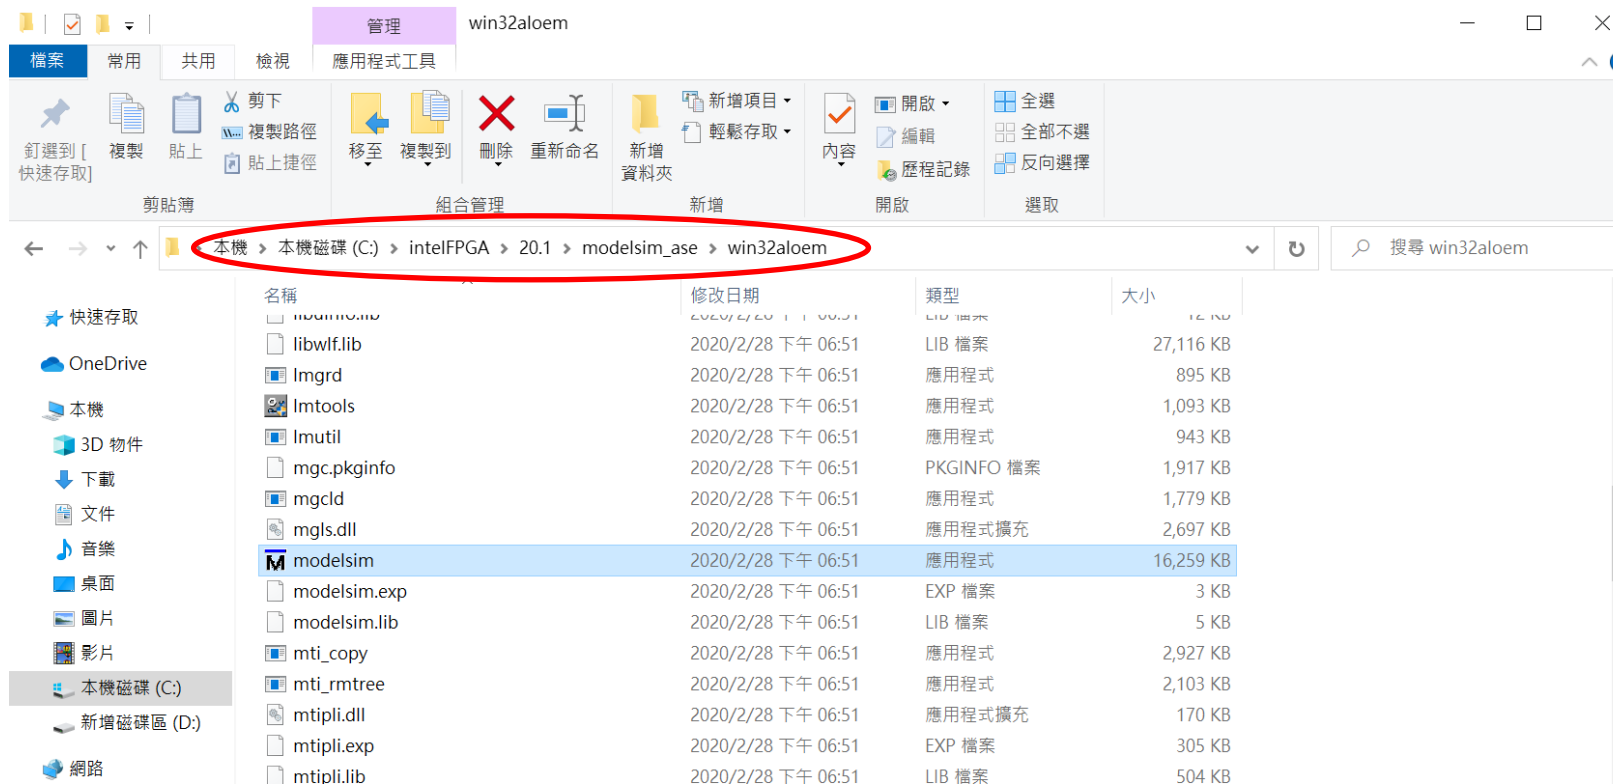 管理
win32aloem
檔案
常用
共用
檢視
應用程式工具
釘選到 [
快速存取]
複製
貼上
剪下
複製路徑
貼上捷徑
剪貼簿
移至
複製到
刪除
重新命名
組合管理
新增
資料夾
新增項目
輕鬆存取
新增
內容
開啟
編輯
歷程記錄
開啟
全選
全部不選
反向選擇
選取
本機 > 本機磁碟 (C:) > intelFPGA > 20.1 > modelsim_ase > win32aloem
搜尋 win32aloem
快速存取
OneDrive
本機
3D 物件
下載
文件
音樂
桌面
圖片
影片
本機磁碟 (C:)
新增磁碟區 (D:)
網路
名稱 修改日期 類型 大小
2020/2/28 下午 06:51 LIB 檔案 12 KB
libwlf.lib 2020/2/28 下午 06:51 LIB 檔案 27,116 KB
lmgrd 2020/2/28 下午 06:51 應用程式 895 KB
lmtools 2020/2/28 下午 06:51 應用程式 1,093 KB
lmutil 2020/2/28 下午 06:51 應用程式 943 KB
mgc.pkginfo 2020/2/28 下午 06:51 PKGINFO 檔案 1,917 KB
mgcld 2020/2/28 下午 06:51 應用程式 1,779 KB
mgls.dll 2020/2/28 下午 06:51 應用程式擴充 2,697 KB
modelsim 2020/2/28 下午 06:51 應用程式 16,259 KB
modelsim.exp 2020/2/28 下午 06:51 EXP 檔案 3 KB
modelsim.lib 2020/2/28 下午 06:51 LIB 檔案 5 KB
mti_copy 2020/2/28 下午 06:51 應用程式 2,927 KB
mti_rmtree 2020/2/28 下午 06:51 應用程式 2,103 KB
mtipli.dll 2020/2/28 下午 06:51 應用程式擴充 170 KB
mtipli.exp 2020/2/28 下午 06:51 EXP 檔案 305 KB
mtipli.lib 2020/2/28 下午 06:51 LIB 檔案 504 KB